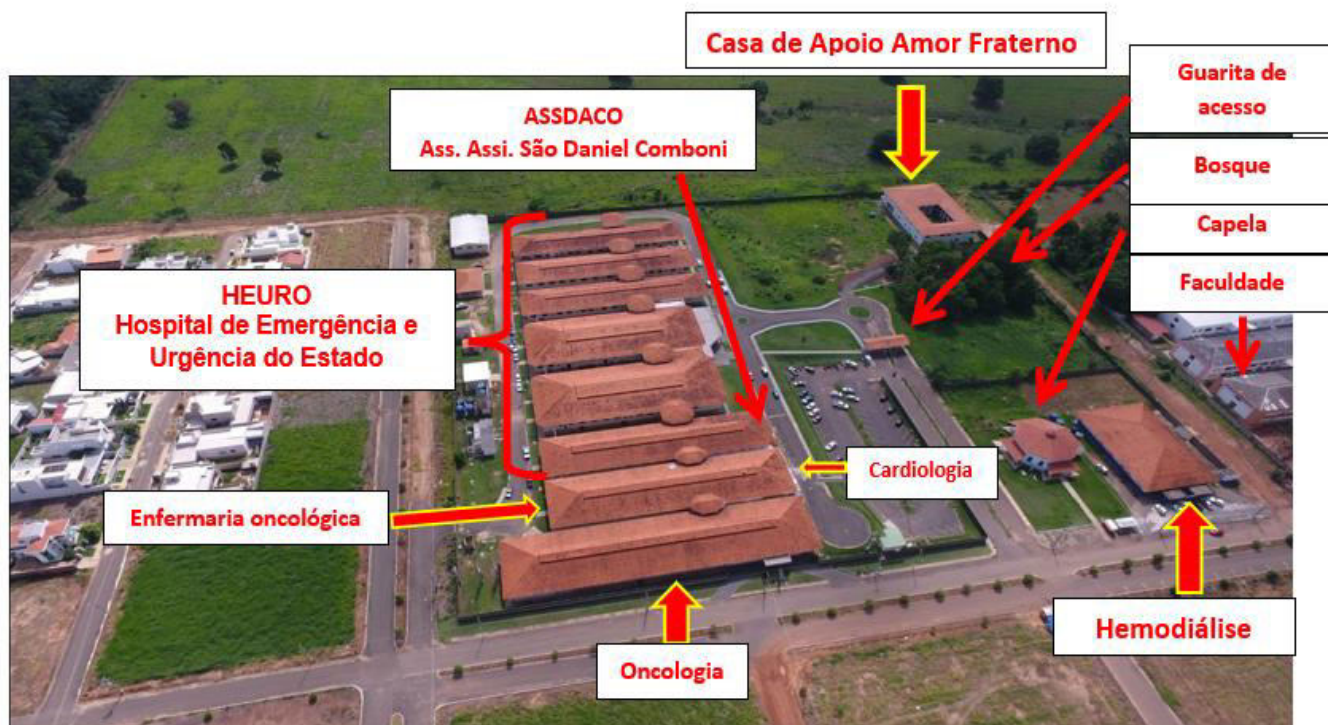 Casa de Apoio Amor Fraterno
Guarita de
acesso
ASSDACO
Ass. Assi. São Daniel Comboni
Bosque
Capela
Faculdade
HEURO
Hospital de Emergência e
Urgência do Estado
Cardiologia
Enfermaria oncológica
Hemodiálise
Oncologia